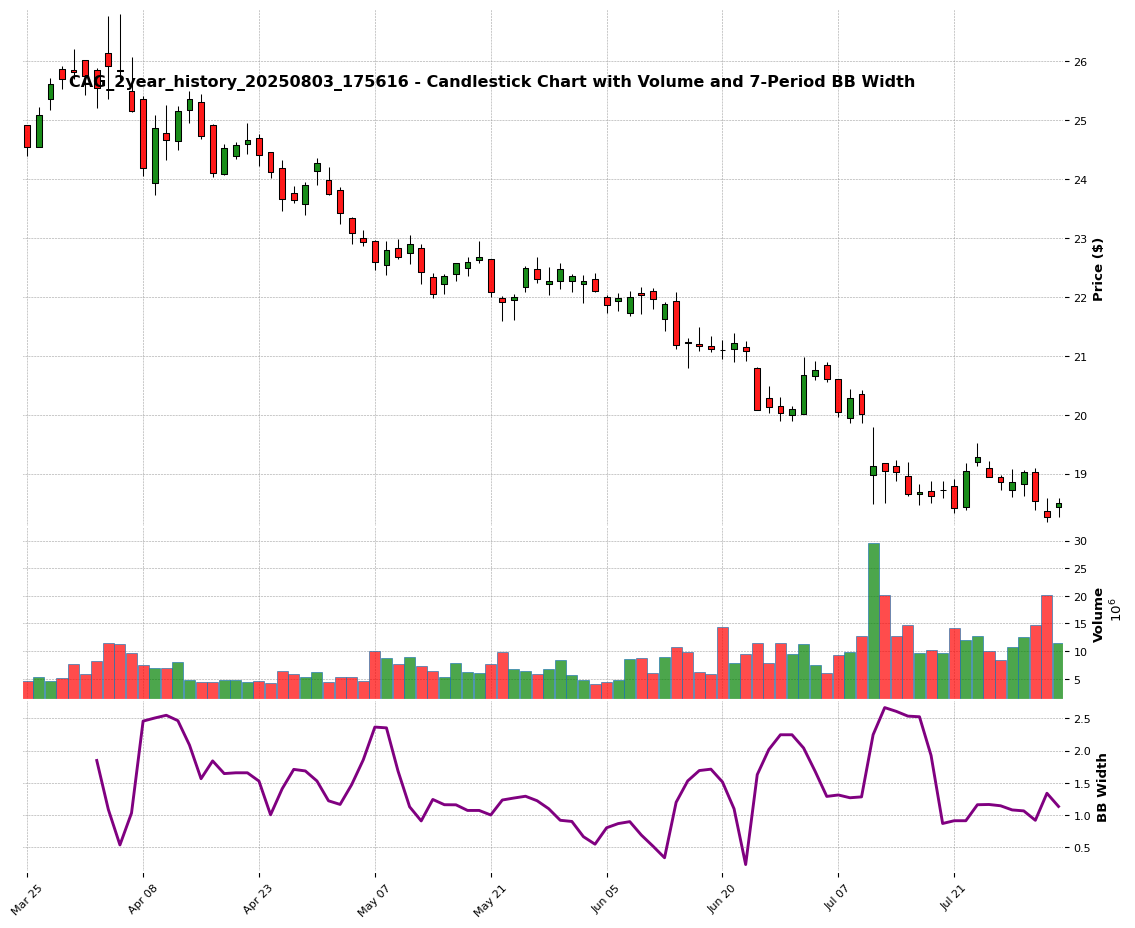 CAG_2year_history_20250803_175616 - Candlestick Chart with Volume and 7-Period BB Width
26
25
24
23
22
21
20
19
Price ($)
30
25
20
15
10
5
Volume
10^6
2.5
2.0
1.5
1.0
0.5
BB Width
Mar 25
Apr 08
Apr 23
May 07
May 21
Jun 05
Jun 20
Jul 07
Jul 21